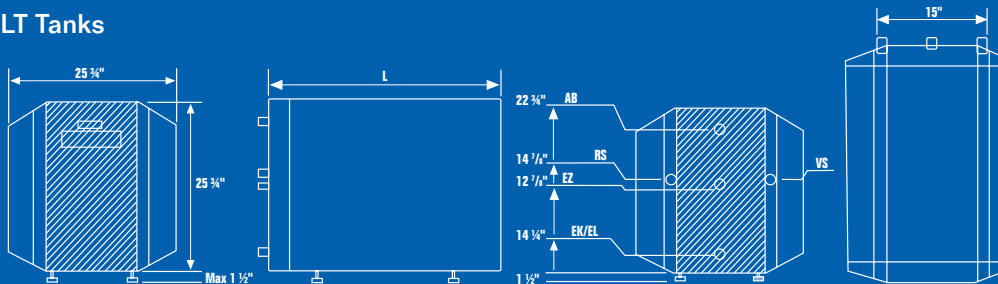 LT Tanks
25 ¾"
25 ¾"
Max 1 ½"
L
22 ¾" AB
14 ⅞" RS
12 ⅞" EZ
14 ¼" EK/EL
1 ½"
VS
15"